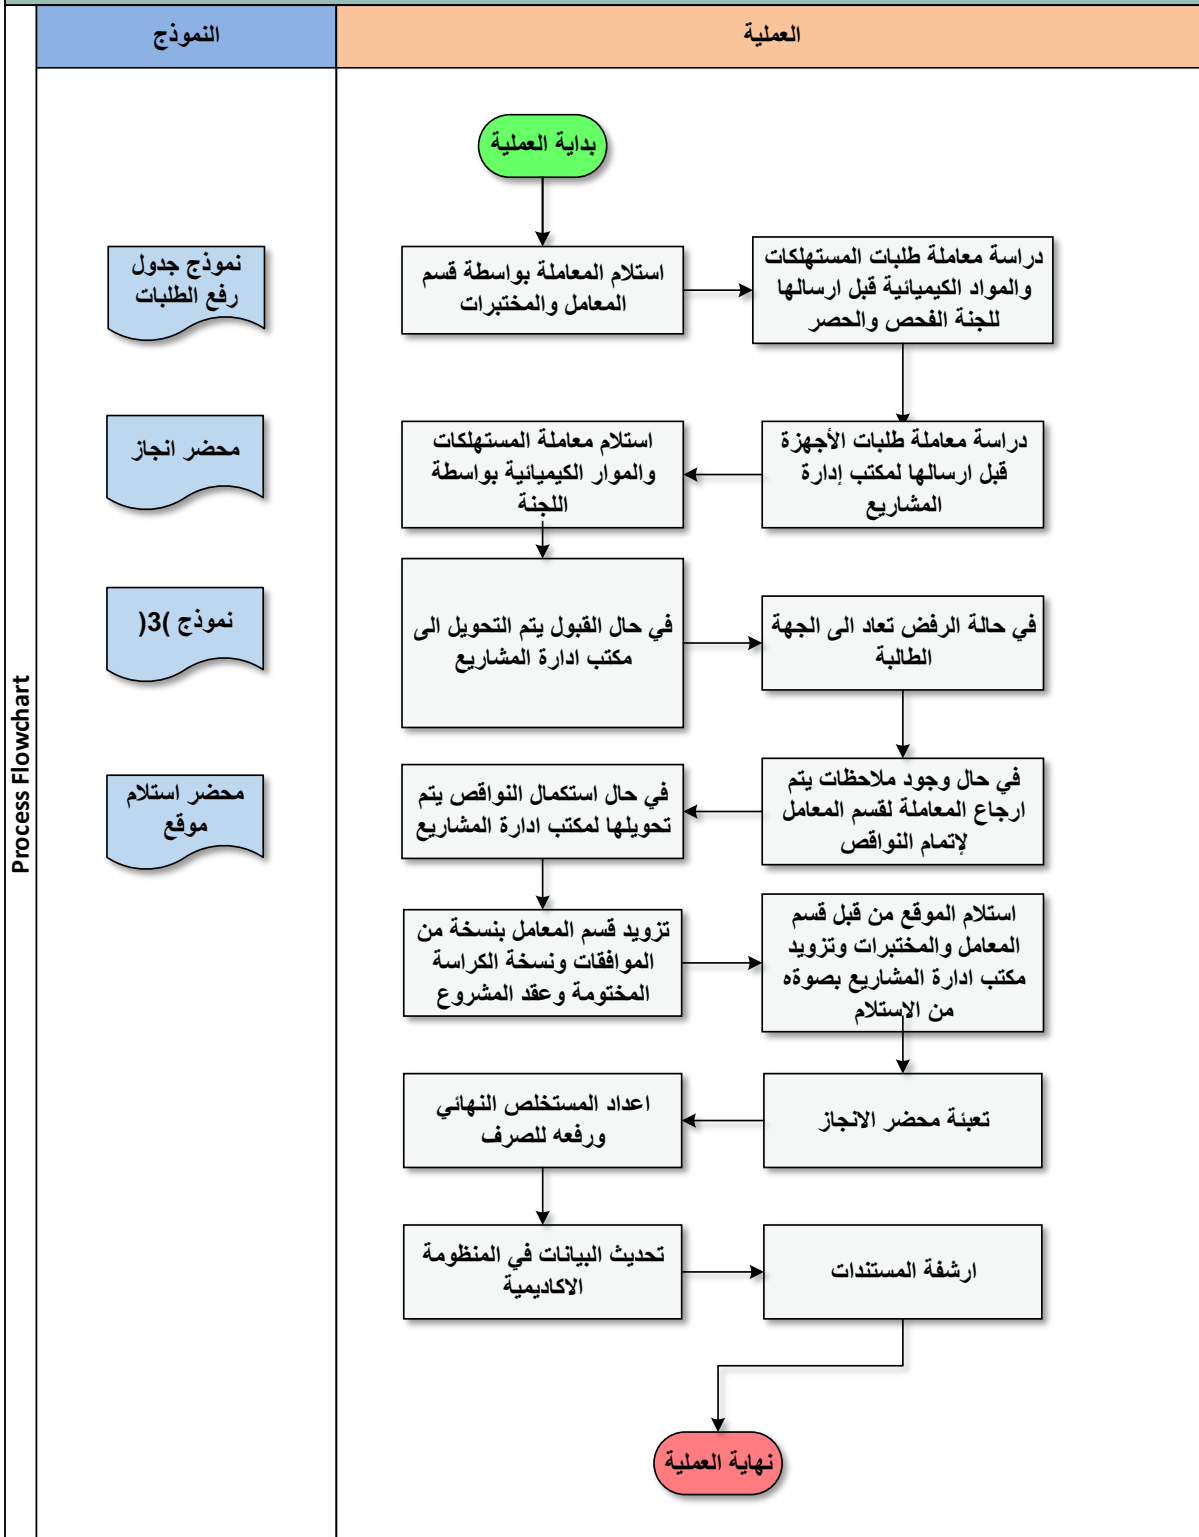 العملية
النموذج
بداية العملية
استلام المعاملة بواسطة قسم
المعامل والمختبرات
دراسة معاملة طلبات المستهلكات
والمواد الكيميائية قبل ارسالها
للجنة الفحص والحصر
نموذج جدول
رفع الطلبات
دراسة معاملة طلبات الأجهزة
قبل ارسالها لمكتب إدارة
المشاريع
استلام معاملة المستهلكات
والموار الكيميائية بواسطة
اللجنة
محضر انجاز
في حال القبول يتم التحويل الى
مكتب ادارة المشاريع
في حالة الرفض تعاد الى الجهة
الطالبة
نموذج )3(
في حال وجود ملاحظات يتم
ارجاع المعاملة لقسم المعامل
لإتمام النواقص
في حال استكمال النواقص يتم
تحويلها لمكتب ادارة المشاريع
محضر استلام
موقع
تزويد قسم المعامل بنسخة من
الموافقات ونسخة الكراسة
المختومة وعقد المشروع
استلام الموقع من قبل قسم
المعامل والمختبرات وتزويد
مكتب ادارة المشاريع بصوةه
من الاستلام
تعبئة محضر الانجاز
اعداد المستخلص النهائي
ورفعه للصرف
تحديث البيانات في المنظومة
الاكاديمية
ارشفة المستندات
نهاية العملية
Process Flowchart